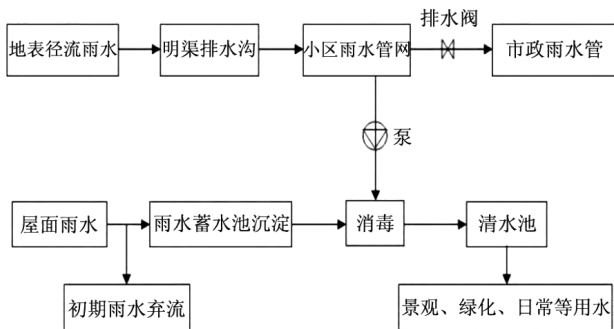 排水阀
地表径流雨水
明渠排水沟
小区雨水管网
市政雨水管
泵
屋面雨水
雨水蓄水池沉淀
消毒
清水池
初期雨水弃流
景观、绿化、日常等用水